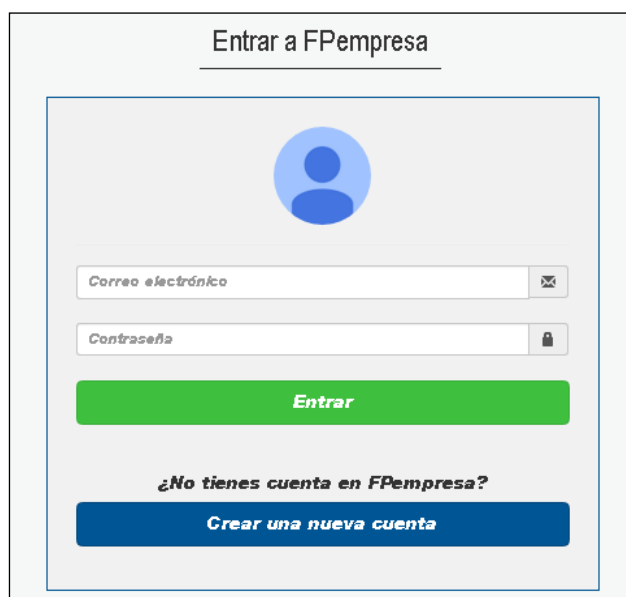 Entrar a FPempresa
Correo electrónico
Contraseña
Entrar
¿No tienes cuenta en FPempresa?
Crear una nueva cuenta